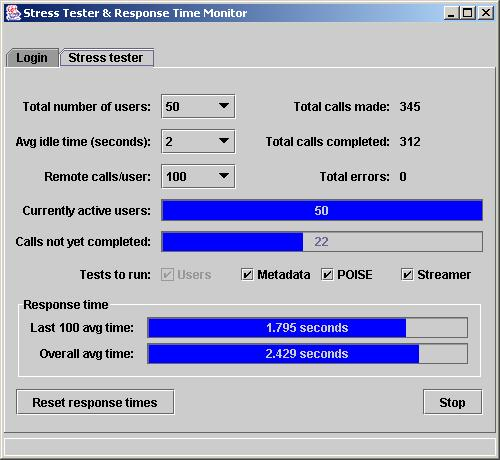 Stress Tester & Response Time Monitor
Login Stress tester
Total number of users: 50 Total calls made: 345
Avg idle time (seconds): 2 Total calls completed: 312
Remote calls/user: 100 Total errors: 0
Currently active users: 50
Calls not yet completed: 22
Tests to run: Users Metadata POISE Streamer
Response time
Last 100 avg time: 1.795 seconds
Overall avg time: 2.429 seconds
Reset response times Stop